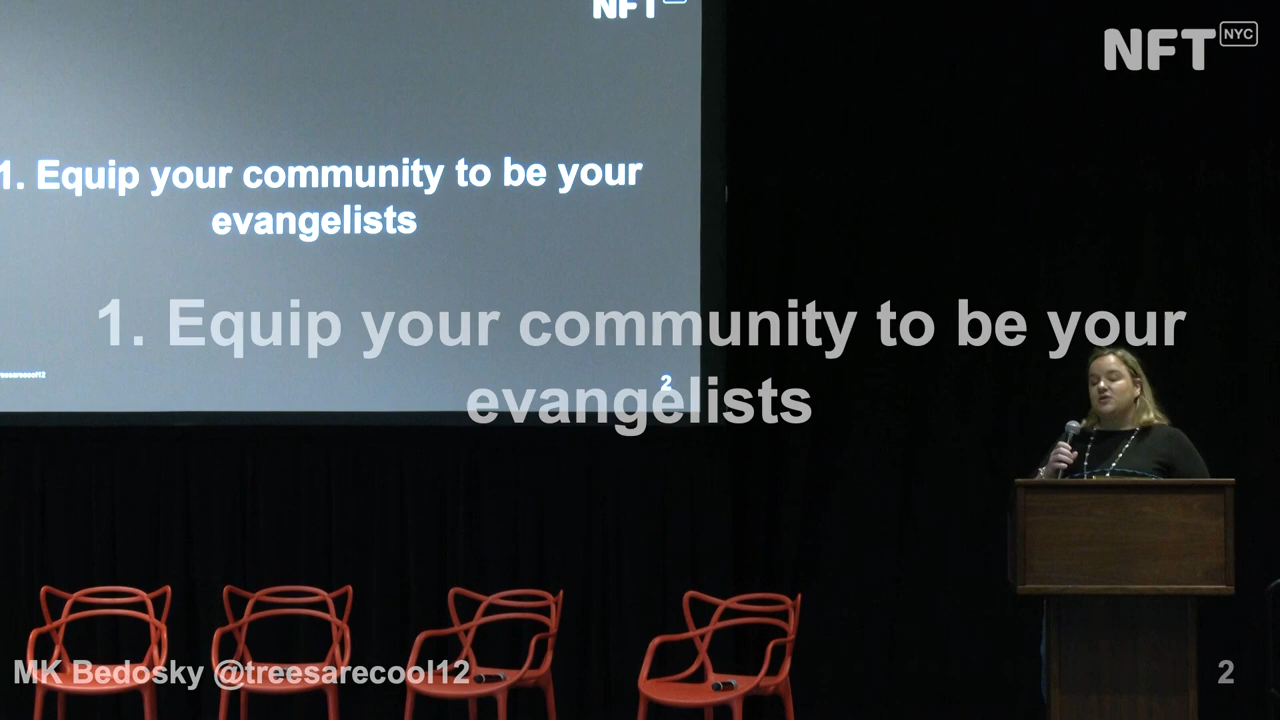 NFT
NFT NYC
1. Equip your community to be your
evangelists
1. Equip your community to be your
evangelists
treesarecool12
2
MK Bedosky @treesarecool12
2